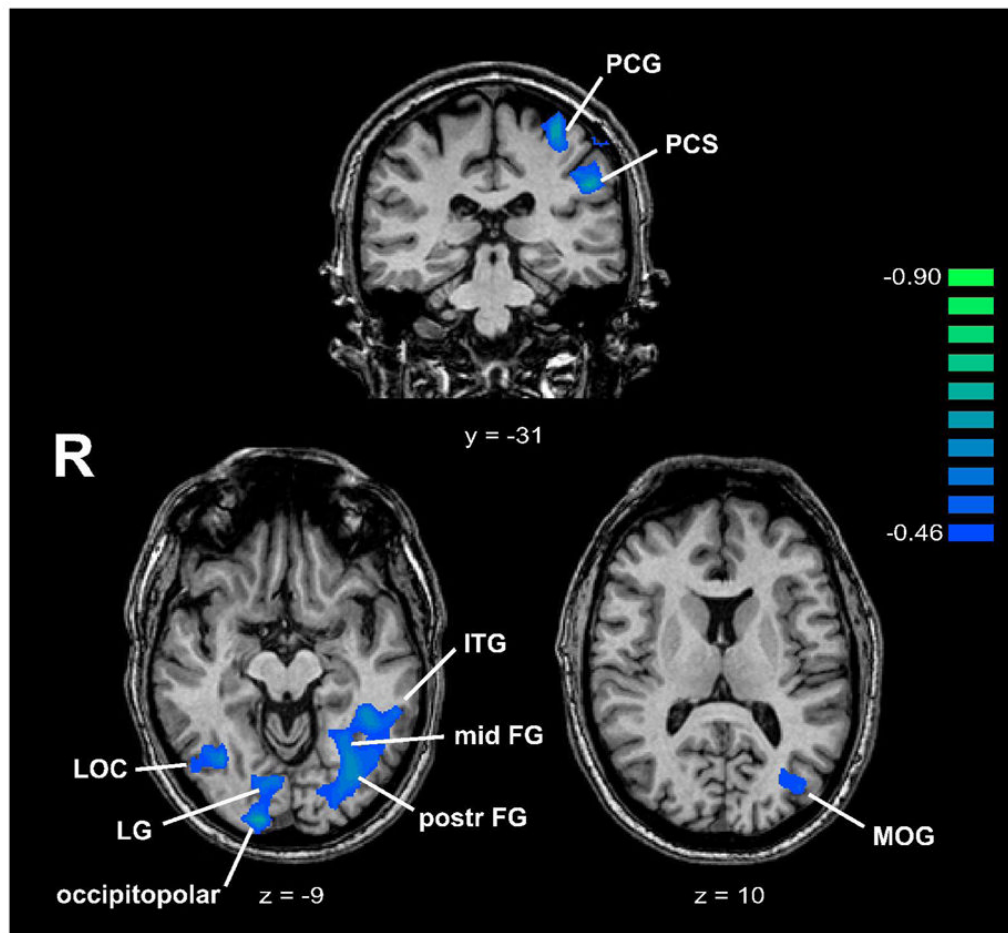 PCG
PCS
-0.90
y = -31
R
-0.46
ITG
mid FG
LOC
postr FG
LG
MOG
occipitopolar
z = -9
z = 10